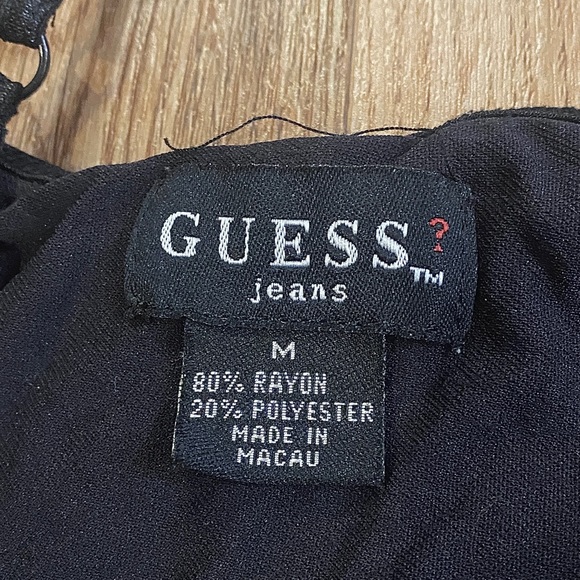 GUESS?™
jeans
M
80% RAYON
20% POLYESTER
MADE IN
MACAU